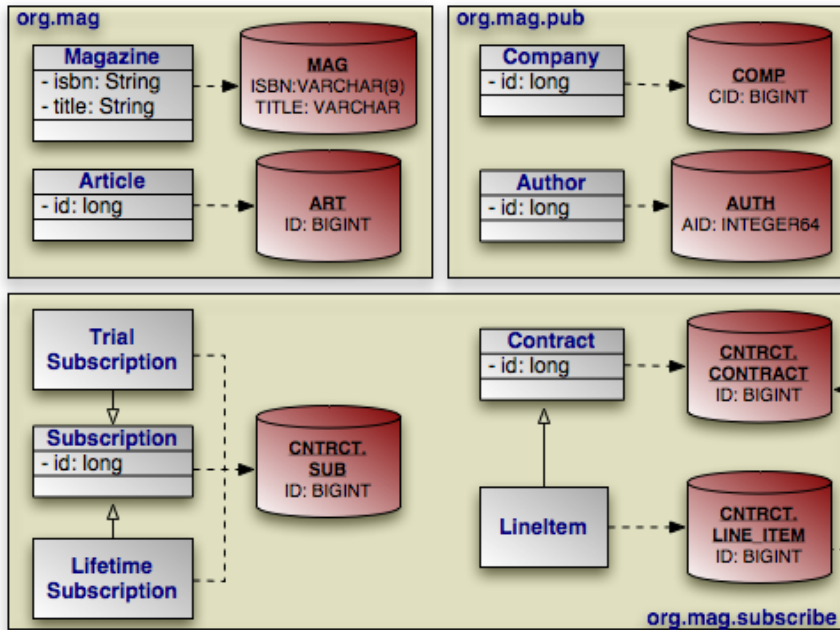 org.mag
Magazine
- isbn: String
- title: String
MAG
ISBN:VARCHAR(9)
TITLE: VARCHAR
Article
- id: long
ART
ID: BIGINT
org.mag.pub
Company
- id: long
COMP
CID: BIGINT
Author
- id: long
AUTH
AID: INTEGER64
Trial
Subscription
Subscription
- id: long
Lifetime
Subscription
CNTRCT.
SUB
ID: BIGINT
Contract
- id: long
CNTRCT.
CONTRACT
ID: BIGINT
LineItem
CNTRCT.
LINE_ITEM
ID: BIGINT
org.mag.subscribe